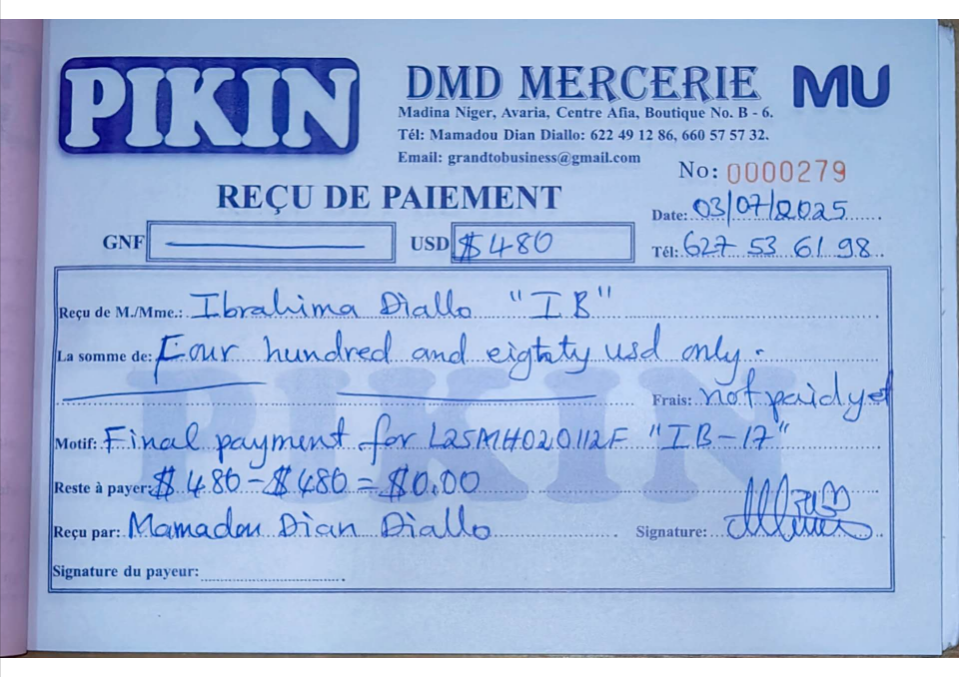 PIKIN
DMD MERCERIE MU
Madina Niger, Avaria, Centre Afia, Boutique No. B - 6.
Tél: Mamadou Dian Diallo: 622 49 12 86, 660 57 57 32.
Email: grandtobusiness@gmail.com
No: 0000279
REÇU DE PAIEMENT
Date: 03/07/2025
GNF USD $480
Tél: 627 53 61 98
Reçu de M./Mme.: Ibrahima Diallo "IB"
La somme de: Four hundred and eigtaty usd only.
Frais: not paid yet
Motif: Final payment for L25MH020112F "IB-17"
Reste à payer: $480 - $480 = $0.00
Reçu par: Mamadou Dian Diallo Signature:
Signature du payeur:
PIKIN